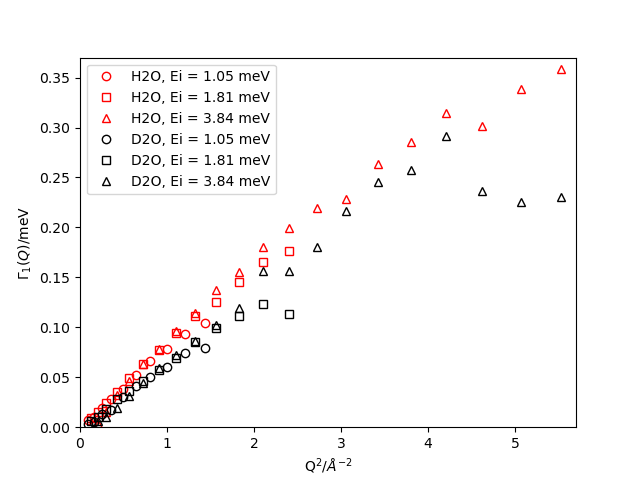 H2O, Ei = 1.05 meV
H2O, Ei = 1.81 meV
H2O, Ei = 3.84 meV
D2O, Ei = 1.05 meV
D2O, Ei = 1.81 meV
D2O, Ei = 3.84 meV
0.35
0.30
0.25
0.20
0.15
0.10
0.05
0.00
Γ₁(Q)/meV
0 1 2 3 4 5
Q²/Å⁻²